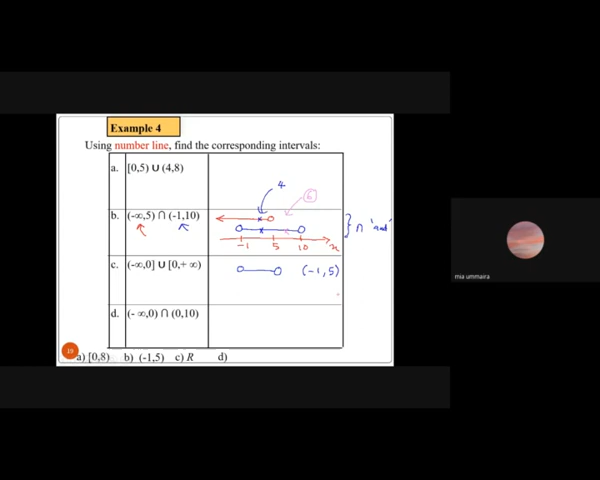 Example 4
Using number line, find the corresponding intervals:
a. [0,5) ∪ (4,8)
4
6
b. (-∞,5) ∩ (-1,10)
∩ 'and'
-1 5 10 x
c. (-∞,0] ∪ [0,+ ∞)
(-1,5)
d. (- ∞,0) ∩ (0,10)
19
a) [0,8) b) (-1,5) c) R d)
mia ummaira